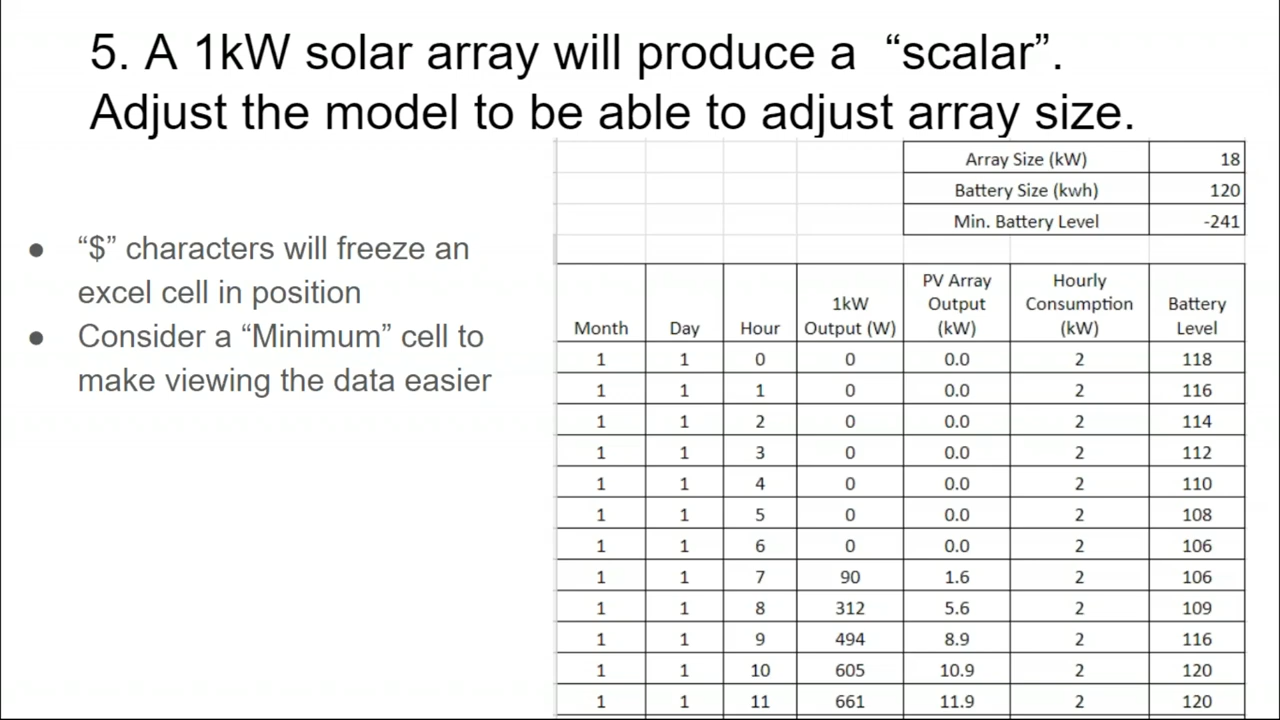 5. A 1kW solar array will produce a “scalar”.
Adjust the model to be able to adjust array size.
● “$” characters will freeze an
excel cell in position
● Consider a “Minimum” cell to
make viewing the data easier
Array Size (kW) 18
Battery Size (kwh) 120
Min. Battery Level -241
Month Day Hour 1kW Output (W) PV Array Output (kW) Hourly Consumption (kW) Battery Level
1 1 0 0 0.0 2 118
1 1 1 0 0.0 2 116
1 1 2 0 0.0 2 114
1 1 3 0 0.0 2 112
1 1 4 0 0.0 2 110
1 1 5 0 0.0 2 108
1 1 6 0 0.0 2 106
1 1 7 90 1.6 2 106
1 1 8 312 5.6 2 109
1 1 9 494 8.9 2 116
1 1 10 605 10.9 2 120
1 1 11 661 11.9 2 120